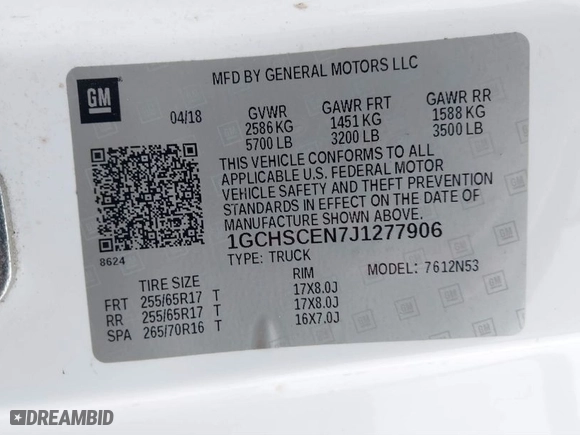 MFD BY GENERAL MOTORS LLC
GM
04/18
GVWR GAWR FRT GAWR RR
2586 KG 1451 KG 1588 KG
5700 LB 3200 LB 3500 LB
THIS VEHICLE CONFORMS TO ALL
APPLICABLE U.S. FEDERAL MOTOR
VEHICLE SAFETY AND THEFT PREVENTION
STANDARDS IN EFFECT ON THE DATE OF
MANUFACTURE SHOWN ABOVE.
8624
1GCHSCEN7J1277906
TYPE: TRUCK MODEL: 7612N53
TIRE SIZE RIM
FRT 255/65R17 T 17X8.0J
RR 255/65R17 T 17X8.0J
SPA 265/70R16 T 16X7.0J
DREAMBID